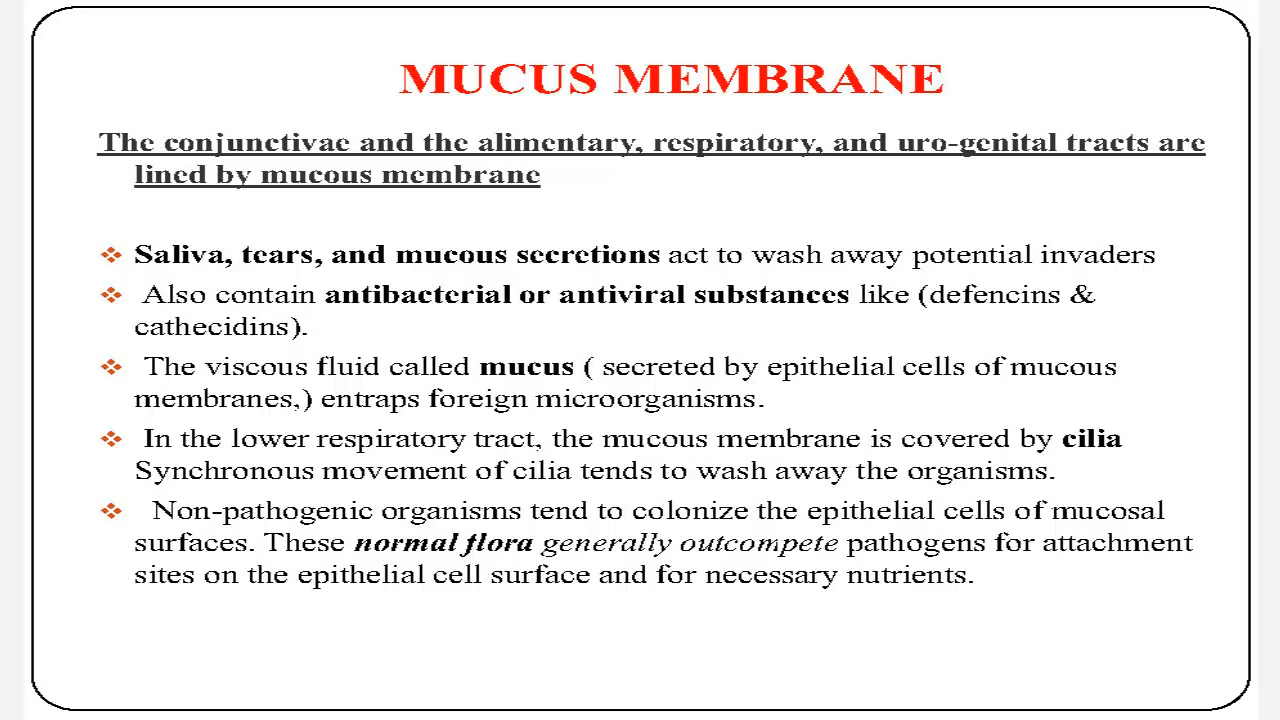 MUCUS MEMBRANE
The conjunctivae and the alimentary, respiratory, and uro-genital tracts are
lined by mucous membrane
Saliva, tears, and mucous secretions act to wash away potential invaders
Also contain antibacterial or antiviral substances like (defencins &
cathecidins).
The viscous fluid called mucus ( secreted by epithelial cells of mucous
membranes,) entraps foreign microorganisms.
In the lower respiratory tract, the mucous membrane is covered by cilia
Synchronous movement of cilia tends to wash away the organisms.
Non-pathogenic organisms tend to colonize the epithelial cells of mucosal
surfaces. These normal flora generally outcompete pathogens for attachment
sites on the epithelial cell surface and for necessary nutrients.